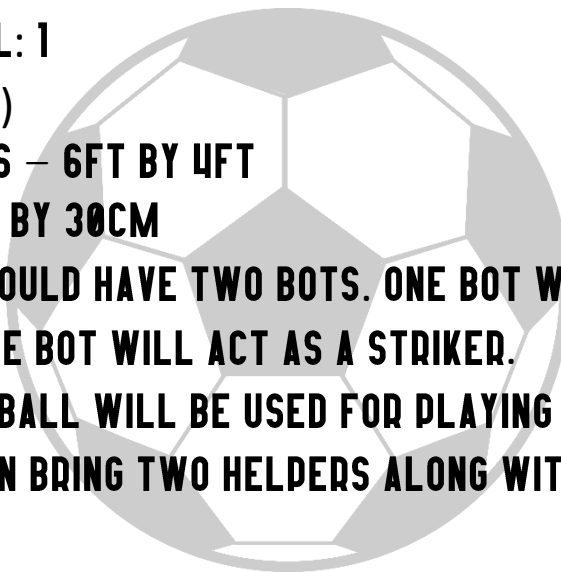 L: 1
)
S – 6FT BY 4FT
BY 30CM
OULD HAVE TWO BOTS. ONE BOT W
E BOT WILL ACT AS A STRIKER.
BALL WILL BE USED FOR PLAYING
N BRING TWO HELPERS ALONG WIT